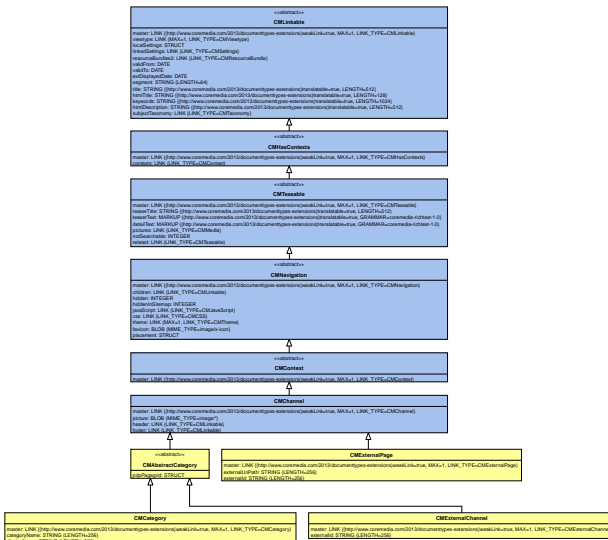 <<abstract>>
CMLinkable
master: LINK {(http://www.coremedia.com/2013/documenttypes-extensions)weakLink=true, MAX=1, LINK_TYPE=CMLinkable}
viewtype: LINK {MAX=1, LINK_TYPE=CMViewtype}
localSettings: STRUCT
linkedSettings: LINK {LINK_TYPE=CMSettings}
resourceBundles2: LINK {LINK_TYPE=CMResourceBundle}
validFrom: DATE
validTo: DATE
extDisplayedDate: DATE
segment: STRING {LENGTH=64}
title: STRING {(http://www.coremedia.com/2013/documenttypes-extensions)translatable=true, LENGTH=512}
htmlTitle: STRING {(http://www.coremedia.com/2013/documenttypes-extensions)translatable=true, LENGTH=128}
keywords: STRING {(http://www.coremedia.com/2013/documenttypes-extensions)translatable=true, LENGTH=1024}
htmlDescription: STRING {(http://www.coremedia.com/2013/documenttypes-extensions)translatable=true, LENGTH=512}
subjectTaxonomy: LINK {LINK_TYPE=CMTaxonomy}
<<abstract>>
CMHasContexts
master: LINK {(http://www.coremedia.com/2013/documenttypes-extensions)weakLink=true, MAX=1, LINK_TYPE=CMHasContexts}
contexts: LINK {LINK_TYPE=CMContext}
<<abstract>>
CMTeasable
master: LINK {(http://www.coremedia.com/2013/documenttypes-extensions)weakLink=true, MAX=1, LINK_TYPE=CMTeasable}
teaserTitle: STRING {(http://www.coremedia.com/2013/documenttypes-extensions)translatable=true, LENGTH=512}
teaserText: MARKUP {(http://www.coremedia.com/2013/documenttypes-extensions)translatable=true, GRAMMAR=coremedia-richtext-1.0}
detailText: MARKUP {(http://www.coremedia.com/2013/documenttypes-extensions)translatable=true, GRAMMAR=coremedia-richtext-1.0}
pictures: LINK {LINK_TYPE=CMMedia}
notSearchable: INTEGER
related: LINK {LINK_TYPE=CMTeasable}
<<abstract>>
CMNavigation
master: LINK {(http://www.coremedia.com/2013/documenttypes-extensions)weakLink=true, MAX=1, LINK_TYPE=CMNavigation}
children: LINK {LINK_TYPE=CMLinkable}
hidden: INTEGER
hiddenInSitemap: INTEGER
javaScript: LINK {LINK_TYPE=CMJavaScript}
css: LINK {LINK_TYPE=CMCSS}
theme: LINK {MAX=1, LINK_TYPE=CMTheme}
favicon: BLOB {MIME_TYPE=image/x-icon}
placement: STRUCT
<<abstract>>
CMContext
master: LINK {(http://www.coremedia.com/2013/documenttypes-extensions)weakLink=true, MAX=1, LINK_TYPE=CMContext}
CMChannel
master: LINK {(http://www.coremedia.com/2013/documenttypes-extensions)weakLink=true, MAX=1, LINK_TYPE=CMChannel}
picture: BLOB {MIME_TYPE=image/*}
header: LINK {LINK_TYPE=CMLinkable}
footer: LINK {LINK_TYPE=CMLinkable}
<<abstract>>
CMAbstractCategory
pdpPagegrid: STRUCT
CMExternalPage
master: LINK {(http://www.coremedia.com/2013/documenttypes-extensions)weakLink=true, MAX=1, LINK_TYPE=CMExternalPage}
externalUriPath: STRING {LENGTH=256}
externalId: STRING {LENGTH=256}
CMCategory
master: LINK {(http://www.coremedia.com/2013/documenttypes-extensions)weakLink=true, MAX=1, LINK_TYPE=CMCategory}
categoryName: STRING {LENGTH=256}
CMExternalChannel
master: LINK {(http://www.coremedia.com/2013/documenttypes-extensions)weakLink=true, MAX=1, LINK_TYPE=CMExternalChannel}
externalId: STRING {LENGTH=256}